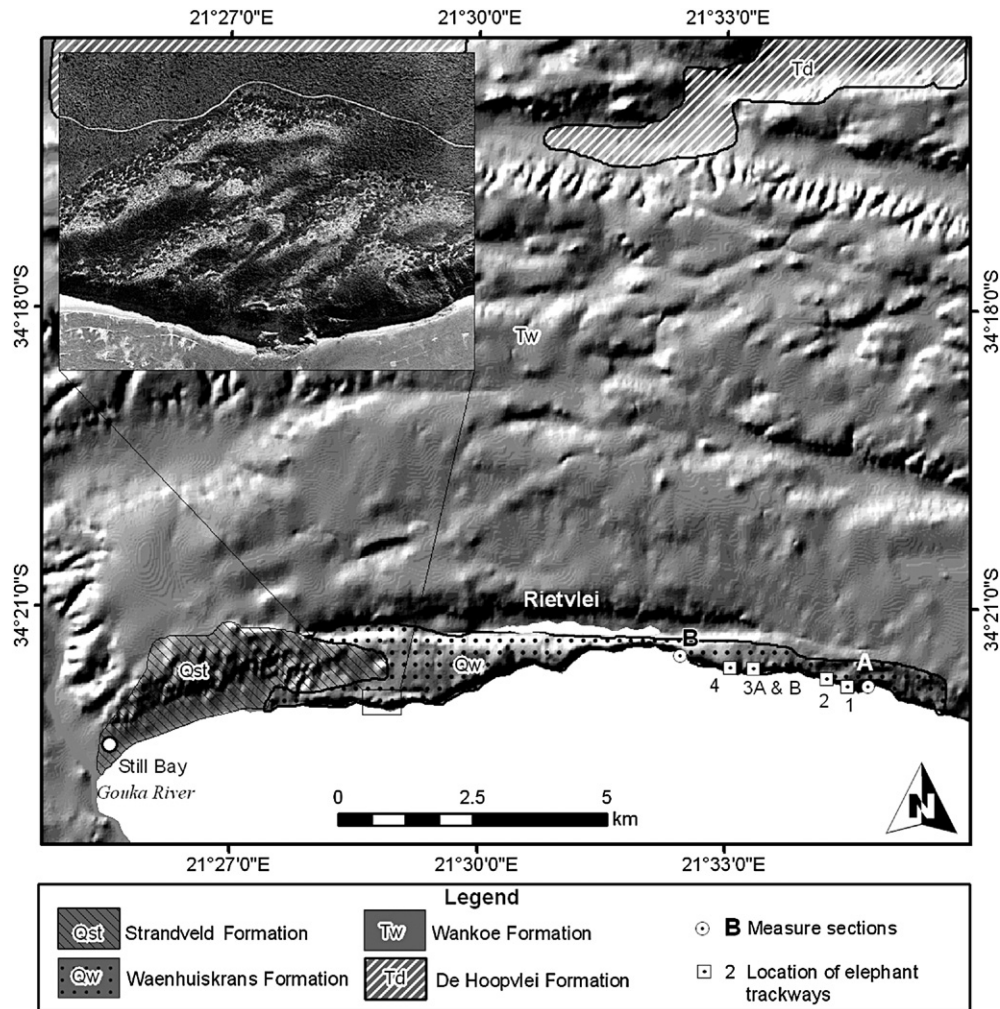 21°27'0"E 21°30'0"E 21°33'0"E
Td
34°18'0"S
34°18'0"S
Tw
34°21'0"S
34°21'0"S
Rietvlei
B
Qst
Qw
A
4
3A & B
2
1
Still Bay
Gouka River
0 2.5 5
km
N
21°27'0"E 21°30'0"E 21°33'0"E
Legend
Qst Strandveld Formation
Tw Wankoe Formation
B Measure sections
Qw Waenhuiskrans Formation
Td De Hoopvlei Formation
2 Location of elephant
trackways